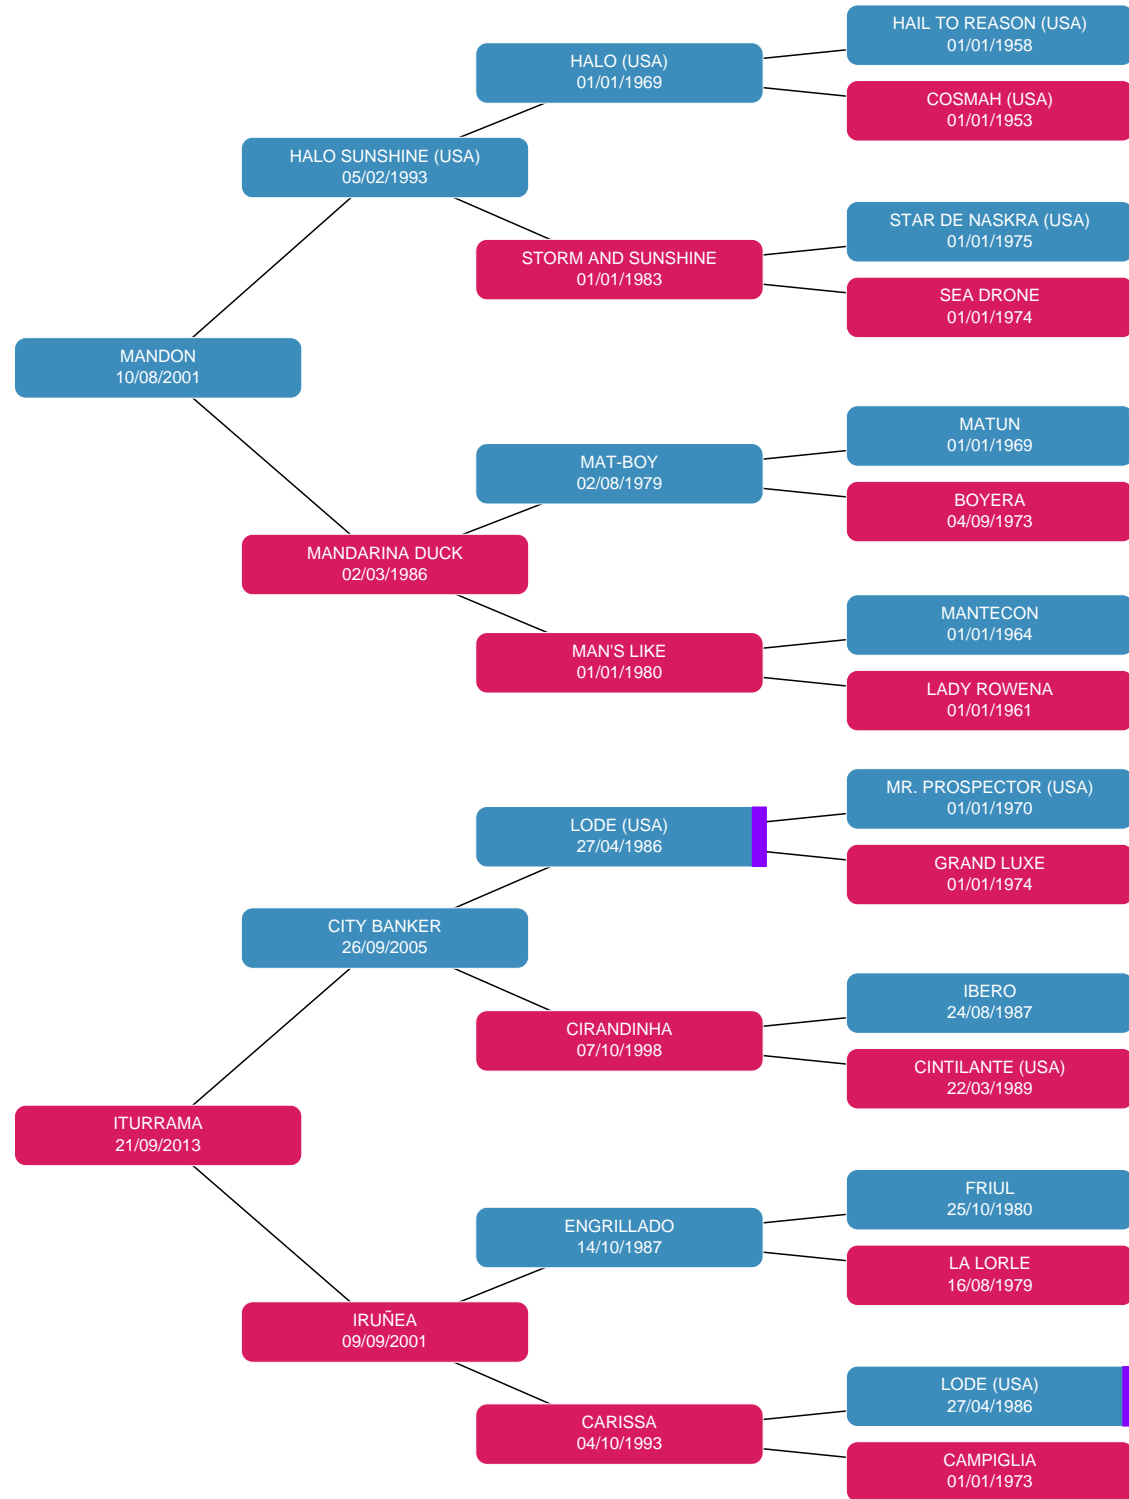 HAIL TO REASON (USA)
01/01/1958
HALO (USA)
01/01/1969
COSMAH (USA)
01/01/1953
HALO SUNSHINE (USA)
05/02/1993
STAR DE NASKRA (USA)
01/01/1975
STORM AND SUNSHINE
01/01/1983
SEA DRONE
01/01/1974
MANDON
10/08/2001
MATUN
01/01/1969
MAT-BOY
02/08/1979
BOYERA
04/09/1973
MANDARINA DUCK
02/03/1986
MANTECON
01/01/1964
MAN'S LIKE
01/01/1980
LADY ROWENA
01/01/1961
MR. PROSPECTOR (USA)
01/01/1970
LODE (USA)
27/04/1986
GRAND LUXE
01/01/1974
CITY BANKER
26/09/2005
IBERO
24/08/1987
CIRANDINHA
07/10/1998
CINTILANTE (USA)
22/03/1989
ITURRAMA
21/09/2013
FRIUL
25/10/1980
ENGRILLADO
14/10/1987
LA LORLE
16/08/1979
IRUÑEA
09/09/2001
LODE (USA)
27/04/1986
CARISSA
04/10/1993
CAMPIGLIA
01/01/1973